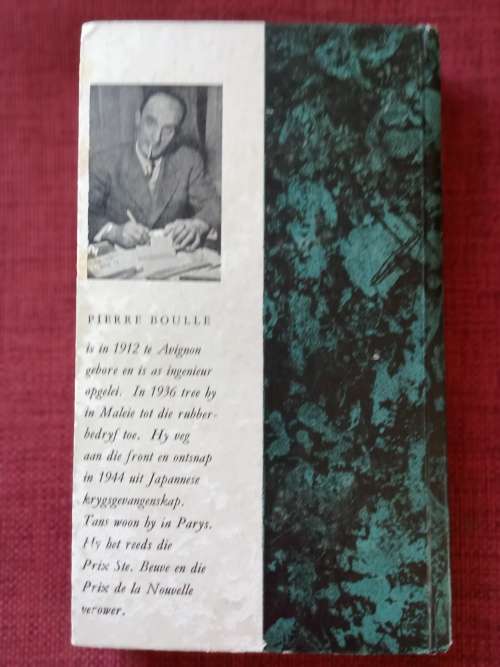 PIERRE BOULLE
is in 1912 te Avignon
gebore en is as ingenieur
opgelei. In 1936 tree hy
in Maleie tot die rubber-
bedryf toe. Hy veg
aan die front en ontsnap
in 1944 uit Japannese
krygsgevangenskap.
Tans woon hy in Parys.
Hy het reeds die
Prix Ste. Beuve en die
Prix de la Nouvelle
verower.